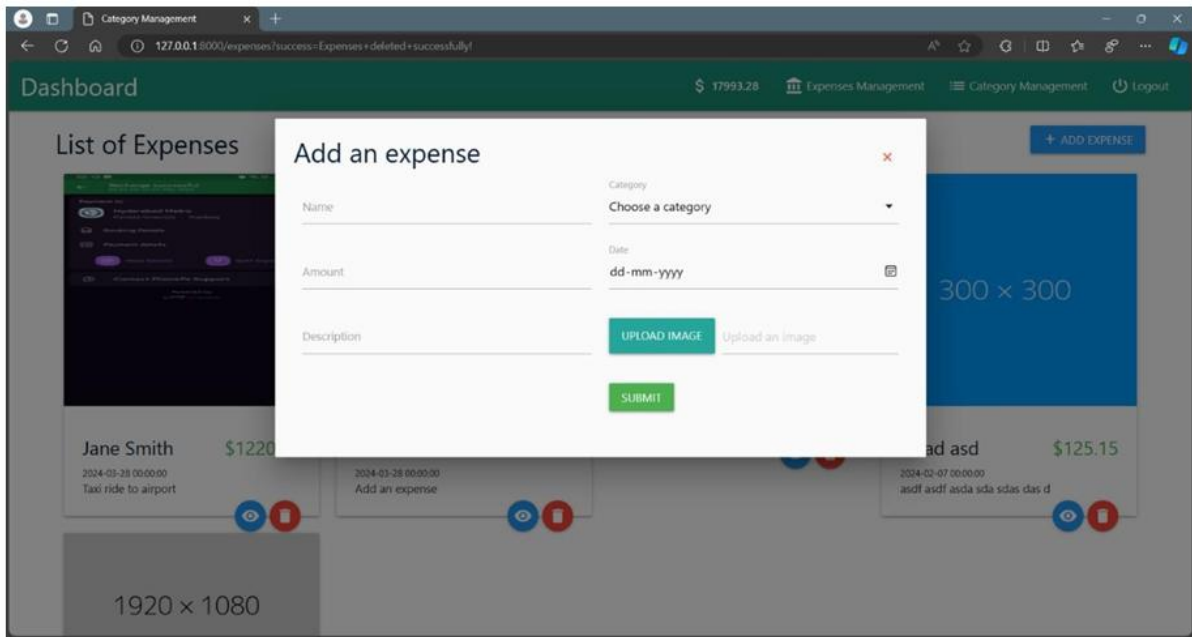 Category Management
127.0.0.1:8000/expenses?success=Expenses+deleted+successfully!
Dashboard
$ 17993.28
Expenses Management
Category Management
Logout
List of Expenses
+ ADD EXPENSE
Add an expense
Name
Category
Choose a category
Amount
Date
dd-mm-yyyy
Description
UPLOAD IMAGE
Upload an image
SUBMIT
300 × 300
Jane Smith $1220
2024-03-28 00:00:00
Taxi ride to airport
2024-03-28 00:00:00
Add an expense
ad asd $125.15
2024-02-07 00:00:00
asdf asdf asda sda sdas das d
1920 × 1080